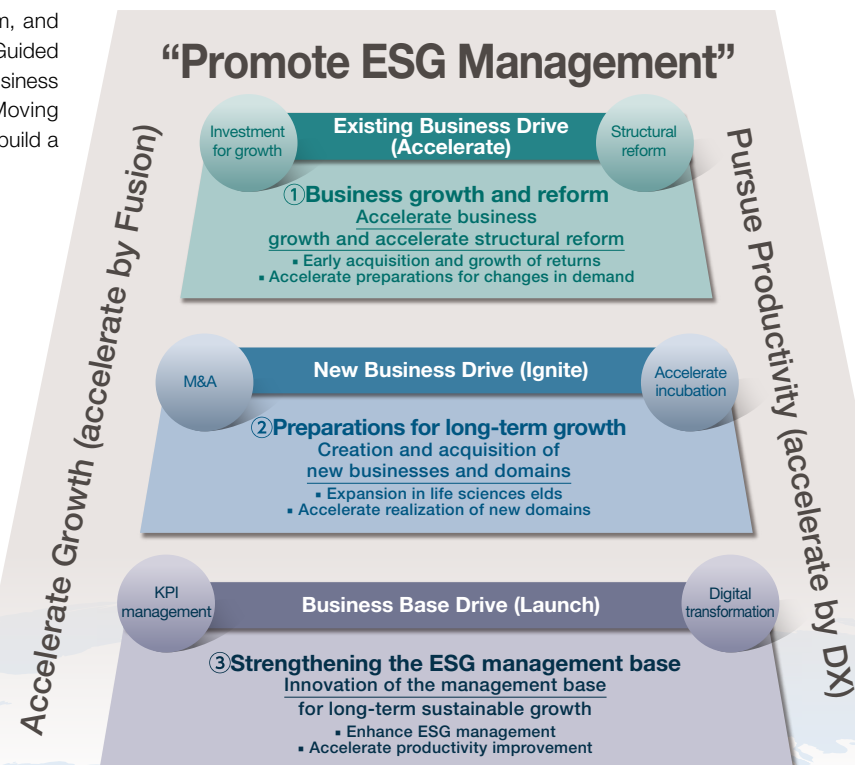 m, and
Guided
siness
Moving
build a
“Promote ESG Management”
Accelerate Growth (accelerate by Fusion)
Pursue Productivity (accelerate by DX)
Investment
for growth
Existing Business Drive
(Accelerate)
Structural
reform
①Business growth and reform
Accelerate business
growth and accelerate structural reform
▪ Early acquisition and growth of returns
▪ Accelerate preparations for changes in demand
M&A
New Business Drive (Ignite)
Accelerate
incubation
②Preparations for long-term growth
Creation and acquisition of
new businesses and domains
▪ Expansion in life sciences elds
▪ Accelerate realization of new domains
KPI
management
Business Base Drive (Launch)
Digital
transformation
③Strengthening the ESG management base
Innovation of the management base
for long-term sustainable growth
▪ Enhance ESG management
▪ Accelerate productivity improvement